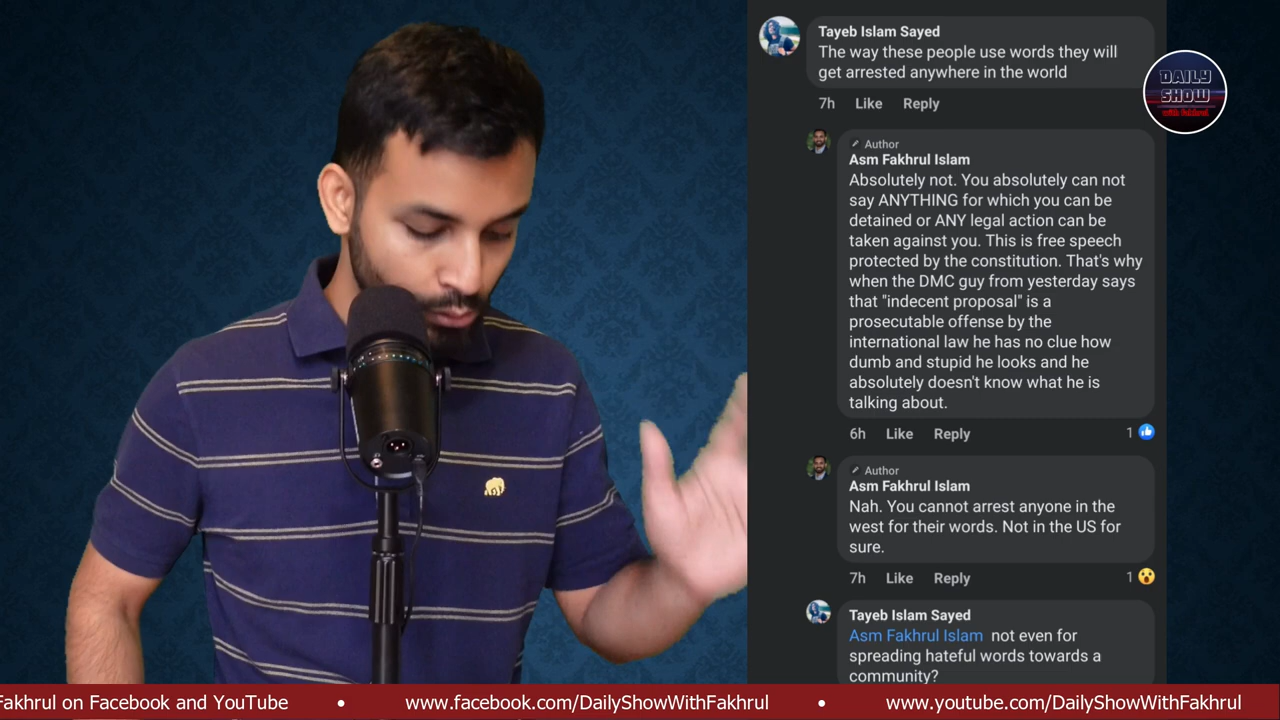 Tayeb Islam Sayed
The way these people use words they will
get arrested anywhere in the world
7h Like Reply
DAILY
SHOW
with Fakhrul
Author
Asm Fakhrul Islam
Absolutely not. You absolutely can not
say ANYTHING for which you can be
detained or ANY legal action can be
taken against you. This is free speech
protected by the constitution. That's why
when the DMC guy from yesterday says
that "indecent proposal" is a
prosecutable offense by the
international law he has no clue how
dumb and stupid he looks and he
absolutely doesn't know what he is
talking about.
6h Like Reply 1
Author
Asm Fakhrul Islam
Nah. You cannot arrest anyone in the
west for their words. Not in the US for
sure.
7h Like Reply 1
Tayeb Islam Sayed
Asm Fakhrul Islam not even for
spreading hateful words towards a
community?
Fakhrul on Facebook and YouTube • www.facebook.com/DailyShowWithFakhrul • www.youtube.com/DailyShowWithFakhrul